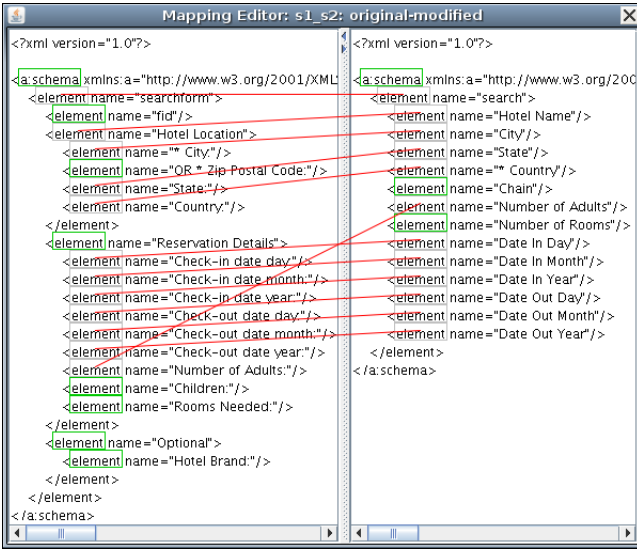 Mapping Editor: s1_s2: original-modified
<?xml version="1.0"?>
<a:schema xmlns:a="http://www.w3.org/2001/XML
<element name="searchform">
<element name="fid"/>
<element name="Hotel Location">
<element name="* City:"/>
<element name="OR * Zip Postal Code:"/>
<element name="State:"/>
<element name="Country:"/>
</element>
<element name="Reservation Details">
<element name="Check-in date day:"/>
<element name="Check-in date month:"/>
<element name="Check-in date year:"/>
<element name="Check-out date day:"/>
<element name="Check-out date month:"/>
<element name="Check-out date year:"/>
<element name="Number of Adults:"/>
<element name="Children:"/>
<element name="Rooms Needed:"/>
</element>
<element name="Optional">
<element name="Hotel Brand:"/>
</element>
</element>
</a:schema>
<?xml version="1.0"?>
<a:schema xmlns:a="http://www.w3.org/200
<element name="search">
<element name="Hotel Name"/>
<element name="City"/>
<element name="State"/>
<element name="* Country"/>
<element name="Chain"/>
<element name="Number of Adults"/>
<element name="Number of Rooms"/>
<element name="Date In Day"/>
<element name="Date In Month"/>
<element name="Date In Year"/>
<element name="Date Out Day"/>
<element name="Date Out Month"/>
<element name="Date Out Year"/>
</element>
</a:schema>